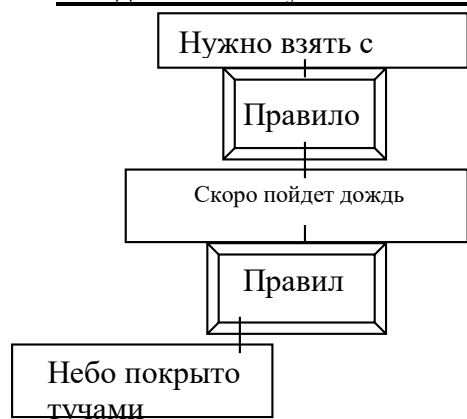 Нужно взять с
Правило
Скоро пойдет дождь
Правил
Небо покрыто
тучами